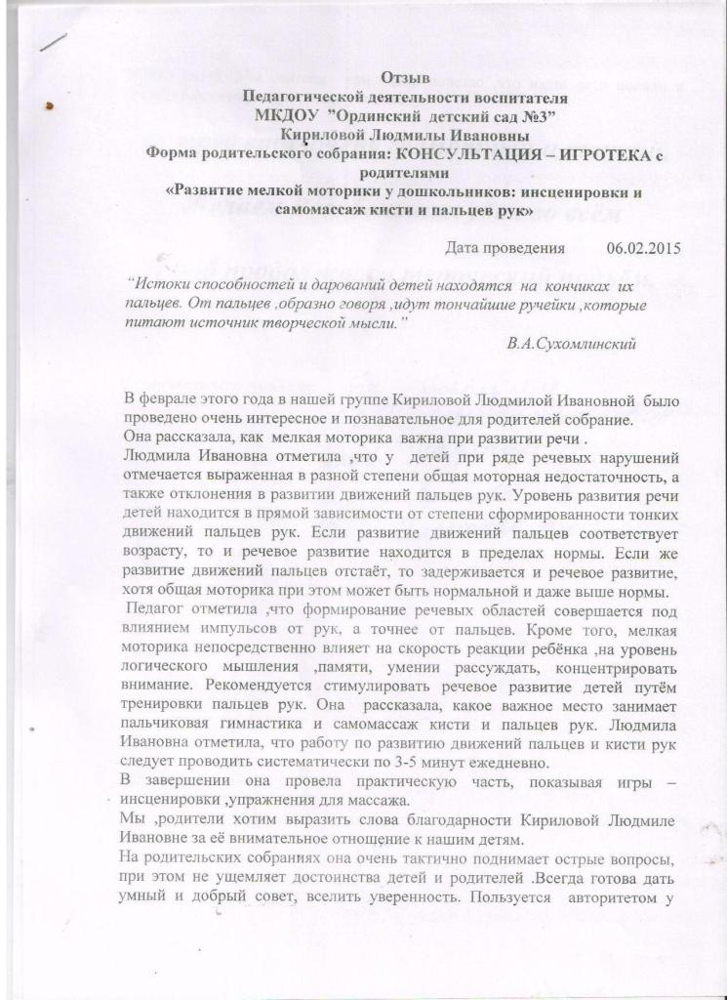 Отзыв
Педагогической деятельности воспитателя
МКДОУ "Ординский детский сад №3"
Кириловой Людмилы Ивановны
Форма родительского собрания: КОНСУЛЬТАЦИЯ – ИГРОТЕКА с
родителями
«Развитие мелкой моторики у дошкольников: инсценировки и
самомассаж кисти и пальцев рук»
Дата проведения 06.02.2015
"Истоки способностей и дарований детей находятся на кончиках их
пальцев. От пальцев ,образно говоря ,идут тончайшие ручейки ,которые
питают источник творческой мысли."
В.А.Сухомлинский
В феврале этого года в нашей группе Кириловой Людмилой Ивановной было
проведено очень интересное и познавательное для родителей собрание.
Она рассказала, как мелкая моторика важна при развитии речи .
Людмила Ивановна отметила ,что у детей при ряде речевых нарушений
отмечается выраженная в разной степени общая моторная недостаточность, а
также отклонения в развитии движений пальцев рук. Уровень развития речи
детей находится в прямой зависимости от степени сформированности тонких
движений пальцев рук. Если развитие движений пальцев соответствует
возрасту, то и речевое развитие находится в пределах нормы. Если же
развитие движений пальцев отстаёт, то задерживается и речевое развитие,
хотя общая моторика при этом может быть нормальной и даже выше нормы.
Педагог отметила ,что формирование речевых областей совершается под
влиянием импульсов от рук, а точнее от пальцев. Кроме того, мелкая
моторика непосредственно влияет на скорость реакции ребёнка ,на уровень
логического мышления ,памяти, умении рассуждать, концентрировать
внимание. Рекомендуется стимулировать речевое развитие детей путём
тренировки пальцев рук. Она рассказала, какое важное место занимает
пальчиковая гимнастика и самомассаж кисти и пальцев рук. Людмила
Ивановна отметила, что работу по развитию движений пальцев и кисти рук
следует проводить систематически по 3-5 минут ежедневно.
В завершении она провела практическую часть, показывая игры –
инсценировки ,упражнения для массажа.
Мы ,родители хотим выразить слова благодарности Кириловой Людмиле
Ивановне за её внимательное отношение к нашим детям.
На родительских собраниях она очень тактично поднимает острые вопросы,
при этом не ущемляет достоинства детей и родителей .Всегда готова дать
умный и добрый совет, вселить уверенность. Пользуется авторитетом у